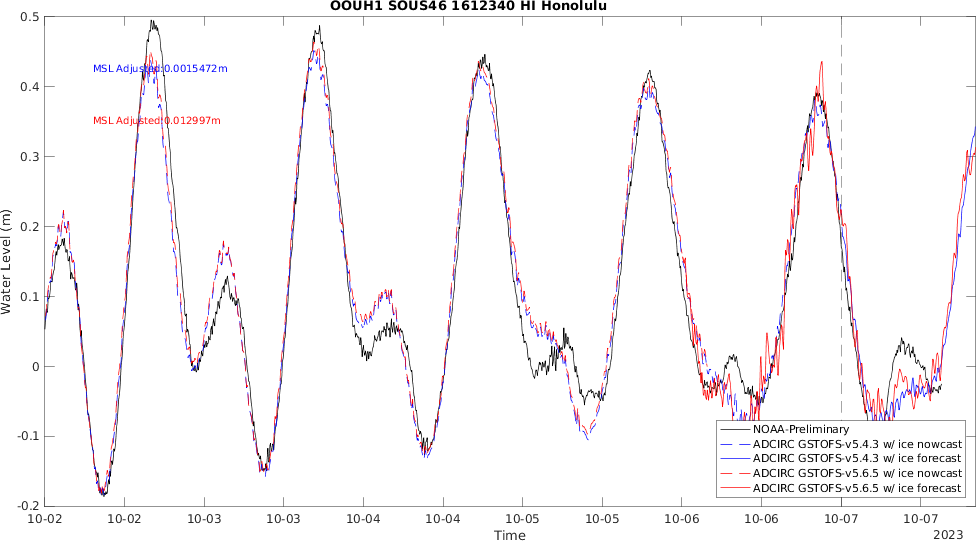 OOUH1 SOUS46 1612340 HI Honolulu
0.5
0.4
0.3
0.2
0.1
0
-0.1
-0.2
Water Level (m)
MSL Adjusted:0.0015472m
MSL Adjusted:0.012997m
NOAA-Preliminary
ADCIRC GSTOFS-v5.4.3 w/ ice nowcast
ADCIRC GSTOFS-v5.4.3 w/ ice forecast
ADCIRC GSTOFS-v5.6.5 w/ ice nowcast
ADCIRC GSTOFS-v5.6.5 w/ ice forecast
10-02 10-02 10-03 10-03 10-04 10-04 10-05 10-05 10-06 10-06 10-07 10-07
Time
2023